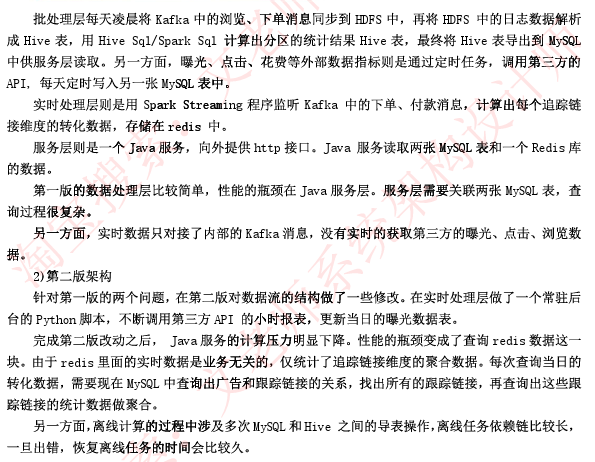 批处理层每天凌晨将 Kafka 中的浏览、下单消息同步到 HDFS 中，再将 HDFS 中的日志数据解析
成 Hive 表，用 Hive Sql/Spark Sql 计算出分区的统计结果 Hive 表，最终将 Hive 表导出到 MySQL
中供服务层读取。另一方面，曝光、点击、花费等外部数据指标则是通过定时任务，调用第三方的
API，每天定时写入另一张 MySQL 表中。
实时处理层则是用 Spark Streaming 程序监听 Kafka 中的下单、付款消息，计算出每个追踪链
接维度的转化数据，存储在 redis 中。
服务层则是一个 Java 服务，向外提供 http 接口。Java 服务读取两张 MySQL 表和一个 Redis 库
的数据。
第一版的数据处理层比较简单，性能的瓶颈在 Java 服务层。服务层需要关联两张 MySQL 表，查
询过程很复杂。
另一方面，实时数据只对接了内部的 Kafka 消息，没有实时的获取第三方的曝光、点击、浏览数
据。
2)第二版架构
针对第一版的两个问题，在第二版对数据流的结构做了一些修改。在实时处理层做了一个常驻后
台的 Python 脚本，不断调用第三方 API 的小时报表，更新当日的曝光数据表。
完成第二版改动之后， Java 服务的计算压力明显下降。性能的瓶颈变成了查询 redis 数据这一
块。由于 redis 里面的实时数据是业务无关的，仅统计了追踪链接维度的聚合数据。每次查询当日的
转化数据，需要现在 MySQL 中查询出广告和跟踪链接的关系，找出所有的跟踪链接，再查询出这些跟
踪链接的统计数据做聚合。
另一方面，离线计算的过程中涉及多次 MySQL 和 Hive 之间的导表操作，离线任务依赖链比较长，
一旦出错，恢复离线任务的时间会比较久。